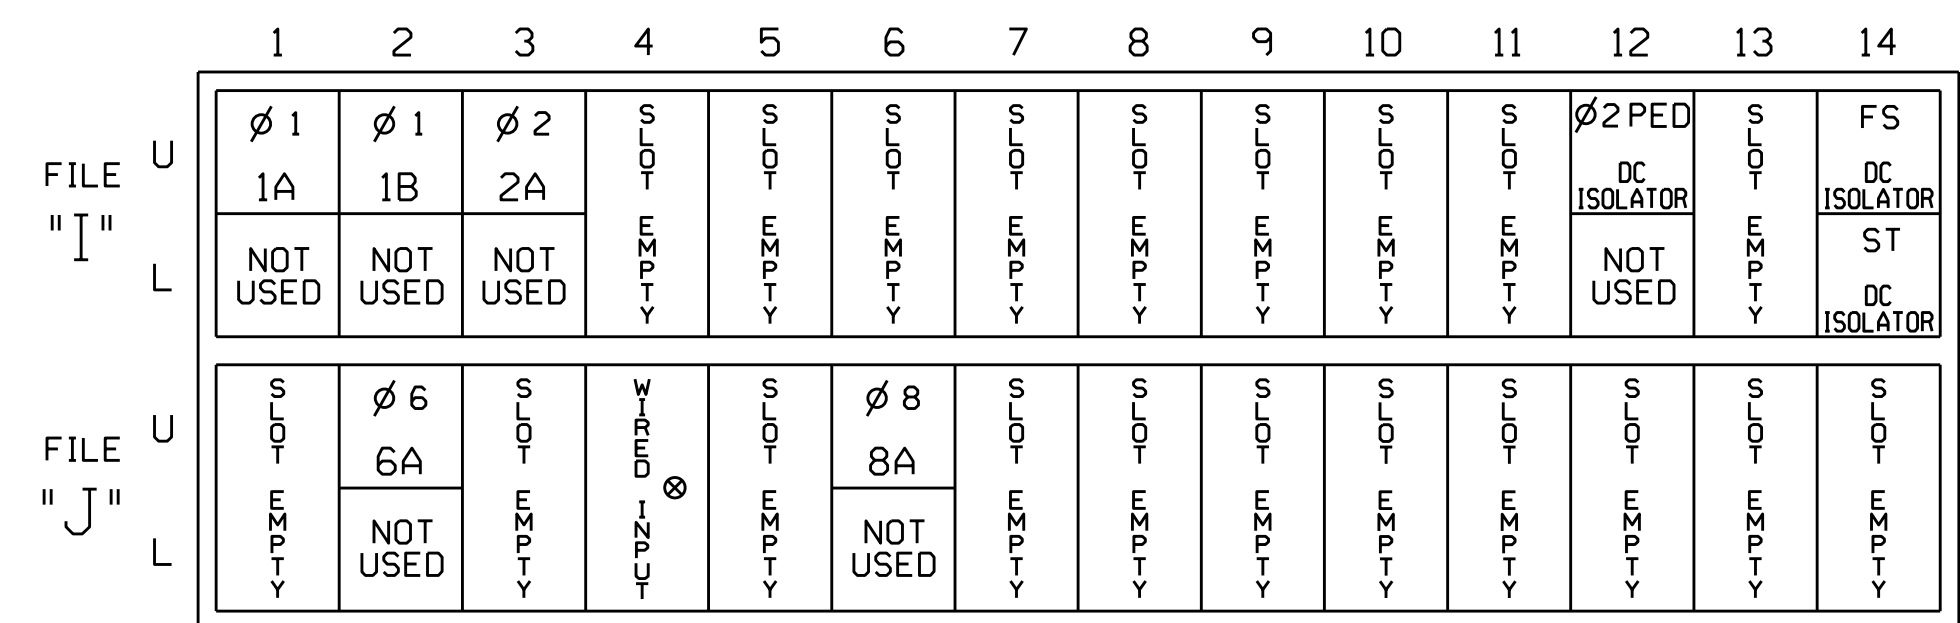 1 2 3 4 5 6 7 8 9 10 11 12 13 14
FILE "I"
U
Ø 1 1A
Ø 1 1B
Ø 2 2A
SLOT EMPTY
SLOT EMPTY
SLOT EMPTY
SLOT EMPTY
SLOT EMPTY
SLOT EMPTY
SLOT EMPTY
SLOT EMPTY
Ø2PED DC ISOLATOR
SLOT EMPTY
FS DC ISOLATOR
L
NOT USED
NOT USED
NOT USED
NOT USED
ST DC ISOLATOR
FILE "J"
U
SLOT EMPTY
Ø 6 6A
SLOT EMPTY
WIRED INPUT ⊗
SLOT EMPTY
Ø 8 8A
SLOT EMPTY
SLOT EMPTY
SLOT EMPTY
SLOT EMPTY
SLOT EMPTY
SLOT EMPTY
SLOT EMPTY
SLOT EMPTY
L
NOT USED
NOT USED